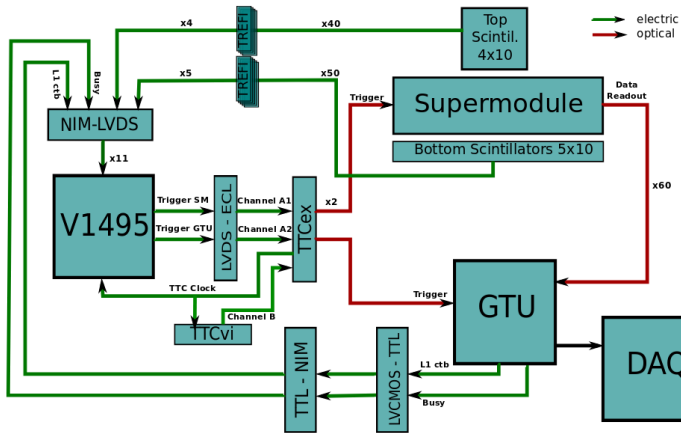 x4
TREFI
x40
Top
Scintil.
4x10
electric
optical
x5
TREFI
x50
L1 ctb
Busy
NIM-LVDS
x11
Trigger
Supermodule
Data
Readout
Bottom Scintillators 5x10
x60
V1495
Trigger SM
Trigger GTU
LVDS - ECL
Channel A1
Channel A2
TTCex
x2
TTC Clock
Channel B
TTCvi
Trigger
GTU
DAQ
TTL - NIM
LVCMOS - TTL
L1 ctb
Busy